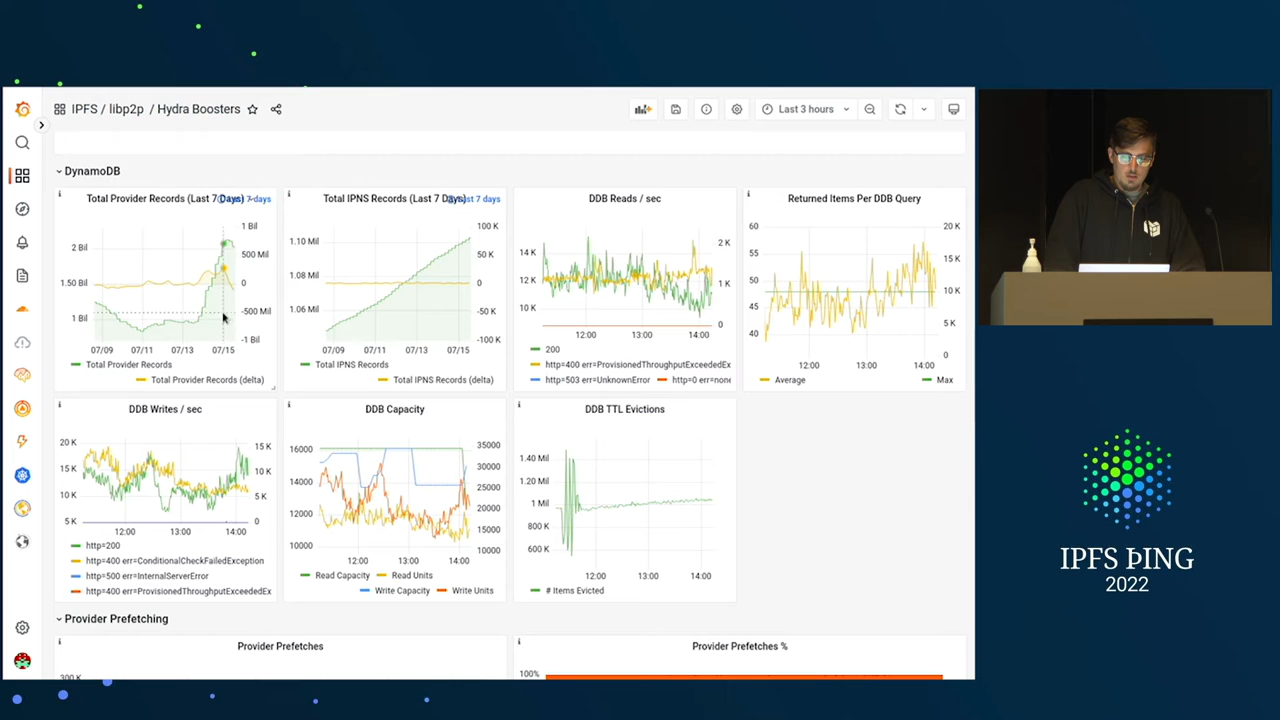 IPFS / libp2p / Hydra Boosters
Last 3 hours
DynamoDB
Total Provider Records (Last 7 Days)
2 Bil
1.50 Bil
1 Bil
1 Bil
500 Mil
0
-500 Mil
-1 Bil
07/09 07/11 07/13 07/15
Total Provider Records
Total Provider Records (delta)
Total IPNS Records (Last 7 Days)
7 days
1.10 Mil
1.08 Mil
1.06 Mil
100 K
50 K
0
-50 K
-100 K
07/09 07/11 07/13 07/15
Total IPNS Records
Total IPNS Records (delta)
DDB Reads / sec
14 K
12 K
10 K
2 K
1 K
0
12:00 13:00 14:00
200
http=400 err=ProvisionedThroughputExceededEx
http=503 err=UnknownError http=0 err=none
Returned Items Per DDB Query
60
55
50
45
40
20 K
15 K
10 K
5 K
0
12:00 13:00 14:00
Average
Max
DDB Writes / sec
20 K
15 K
10 K
5 K
15 K
10 K
5 K
0
12:00 13:00 14:00
http=200
http=400 err=ConditionalCheckFailedException
http=500 err=InternalServerError
http=400 err=ProvisionedThroughputExceededEx
DDB Capacity
16000
14000
12000
10000
35000
30000
25000
20000
15000
10000
12:00 13:00 14:00
Read Capacity Read Units
Write Capacity Write Units
DDB TTL Evictions
1.40 Mil
1.20 Mil
1 Mil
800 K
600 K
12:00 13:00 14:00
# Items Evicted
Provider Prefetching
Provider Prefetches
300 K
Provider Prefetches %
100%
IPFS ÞING
2022